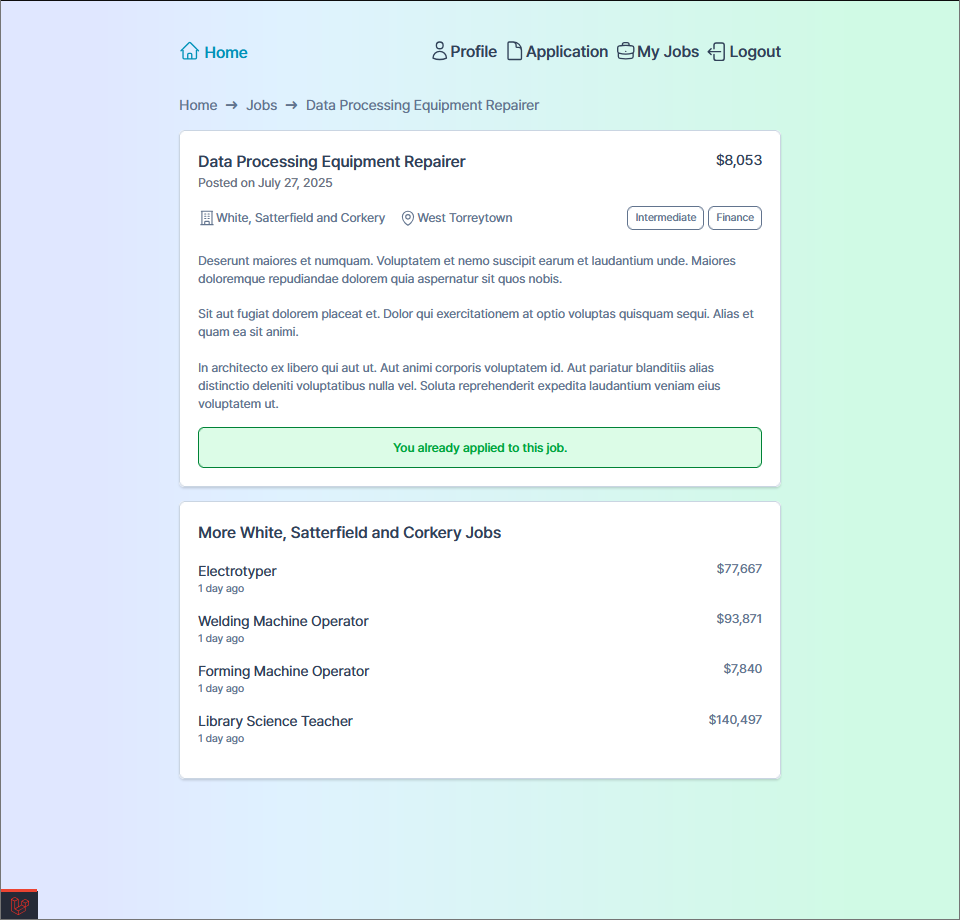 Home Profile Application My Jobs Logout
Home → Jobs → Data Processing Equipment Repairer
Data Processing Equipment Repairer $8,053
Posted on July 27, 2025
White, Satterfield and Corkery West Torreytown Intermediate Finance
Deserunt maiores et numquam. Voluptatem et nemo suscipit earum et laudantium unde. Maiores
doloremque repudiandae dolorem quia aspernatur sit quos nobis.
Sit aut fugiat dolorem placeat et. Dolor qui exercitationem at optio voluptas quisquam sequi. Alias et
quam ea sit animi.
In architecto ex libero qui aut ut. Aut animi corporis voluptatem id. Aut pariatur blanditiis alias
distinctio deleniti voluptatibus nulla vel. Soluta reprehenderit expedita laudantium veniam eius
voluptatem ut.
You already applied to this job.
More White, Satterfield and Corkery Jobs
Electrotyper $77,667
1 day ago
Welding Machine Operator $93,871
1 day ago
Forming Machine Operator $7,840
1 day ago
Library Science Teacher $140,497
1 day ago